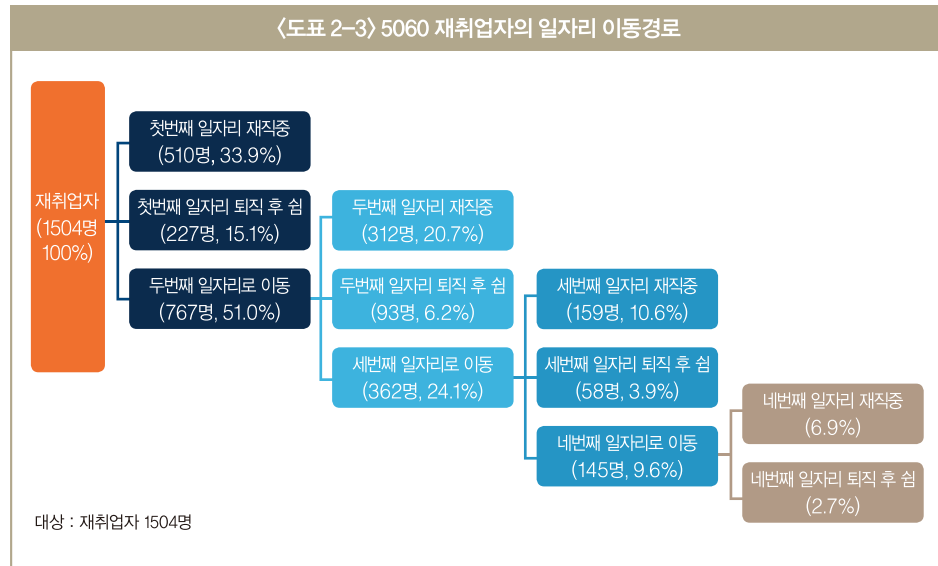 〈도표 2-3〉 5060 재취업자의 일자리 이동경로
재취업자
(1504명
100%)
첫번째 일자리 재직중
(510명, 33.9%)
첫번째 일자리 퇴직 후 쉼
(227명, 15.1%)
두번째 일자리로 이동
(767명, 51.0%)
두번째 일자리 재직중
(312명, 20.7%)
두번째 일자리 퇴직 후 쉼
(93명, 6.2%)
세번째 일자리로 이동
(362명, 24.1%)
세번째 일자리 재직중
(159명, 10.6%)
세번째 일자리 퇴직 후 쉼
(58명, 3.9%)
네번째 일자리로 이동
(145명, 9.6%)
네번째 일자리 재직중
(6.9%)
네번째 일자리 퇴직 후 쉼
(2.7%)
대상 : 재취업자 1504명